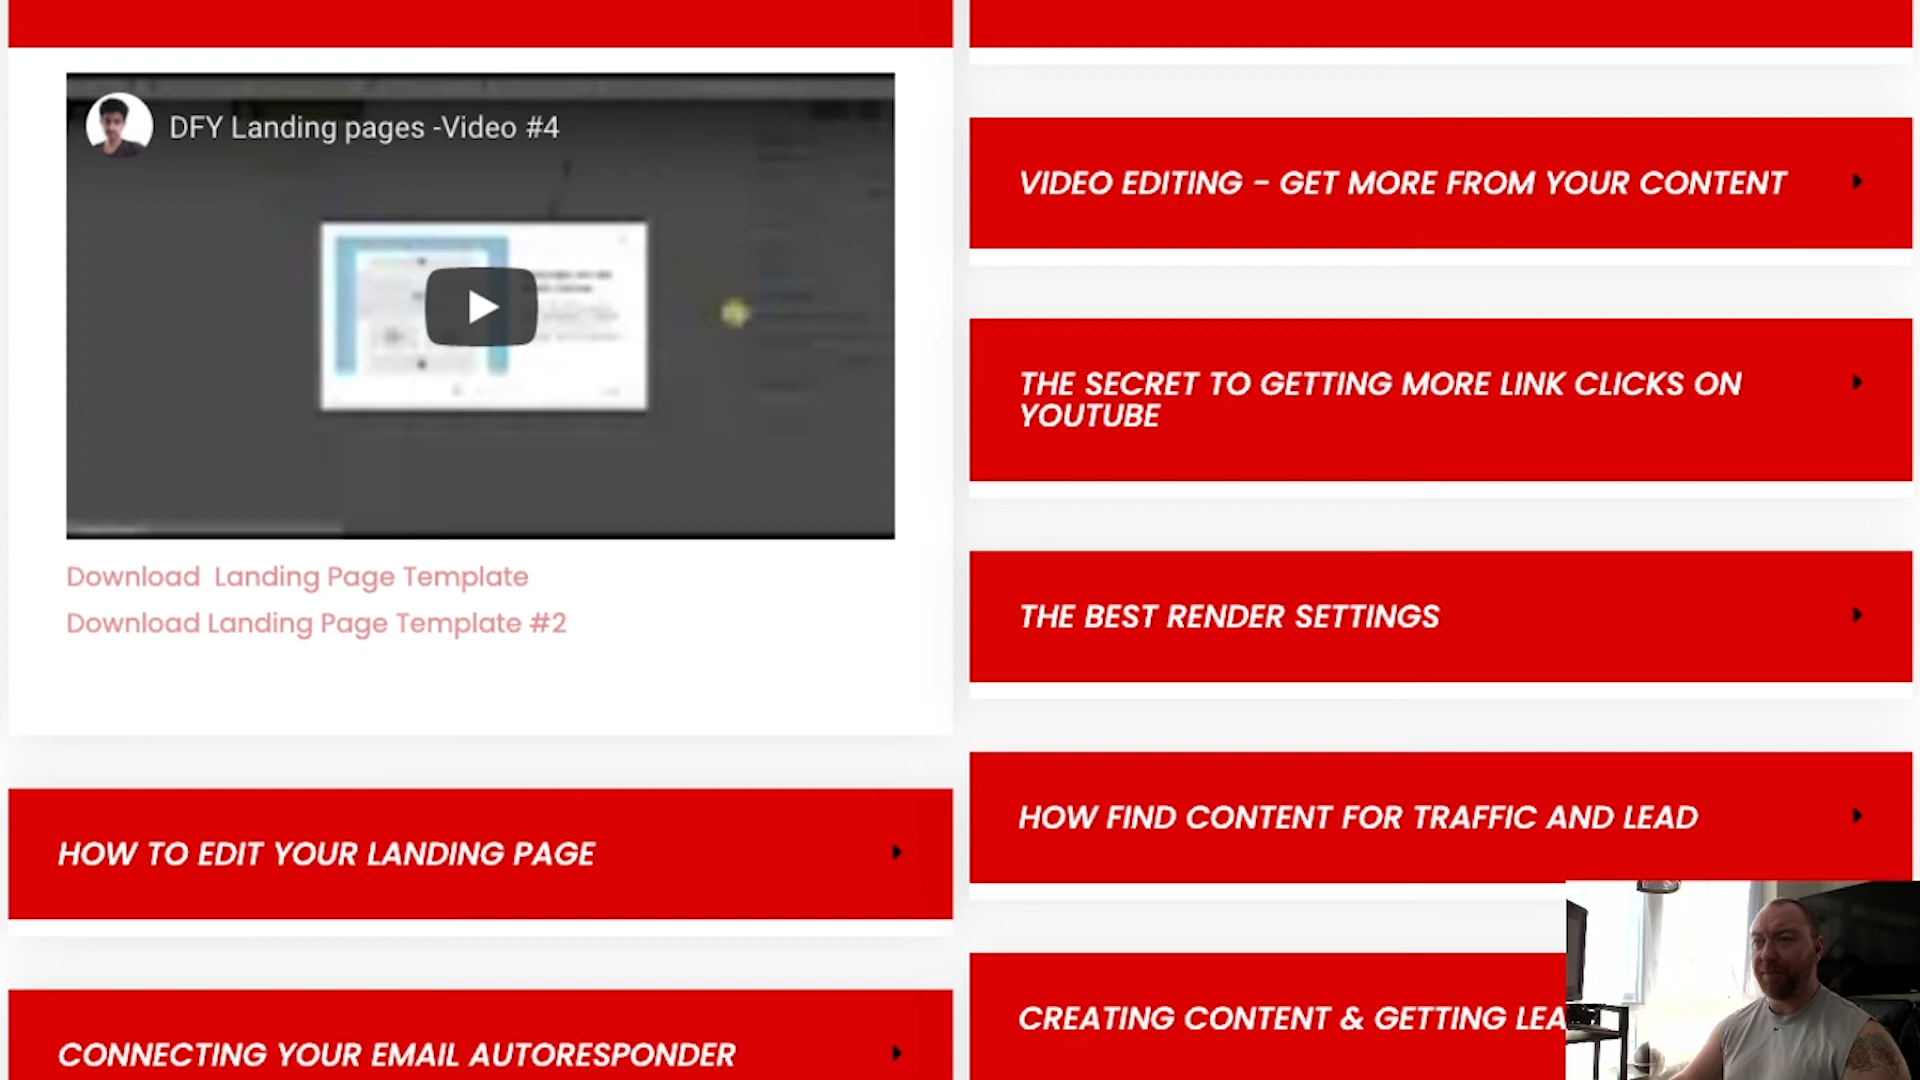 DFY Landing pages -Video #4
Download Landing Page Template
Download Landing Page Template #2
HOW TO EDIT YOUR LANDING PAGE
CONNECTING YOUR EMAIL AUTORESPONDER
VIDEO EDITING - GET MORE FROM YOUR CONTENT
THE SECRET TO GETTING MORE LINK CLICKS ON
YOUTUBE
THE BEST RENDER SETTINGS
HOW FIND CONTENT FOR TRAFFIC AND LEAD
CREATING CONTENT & GETTING LEA